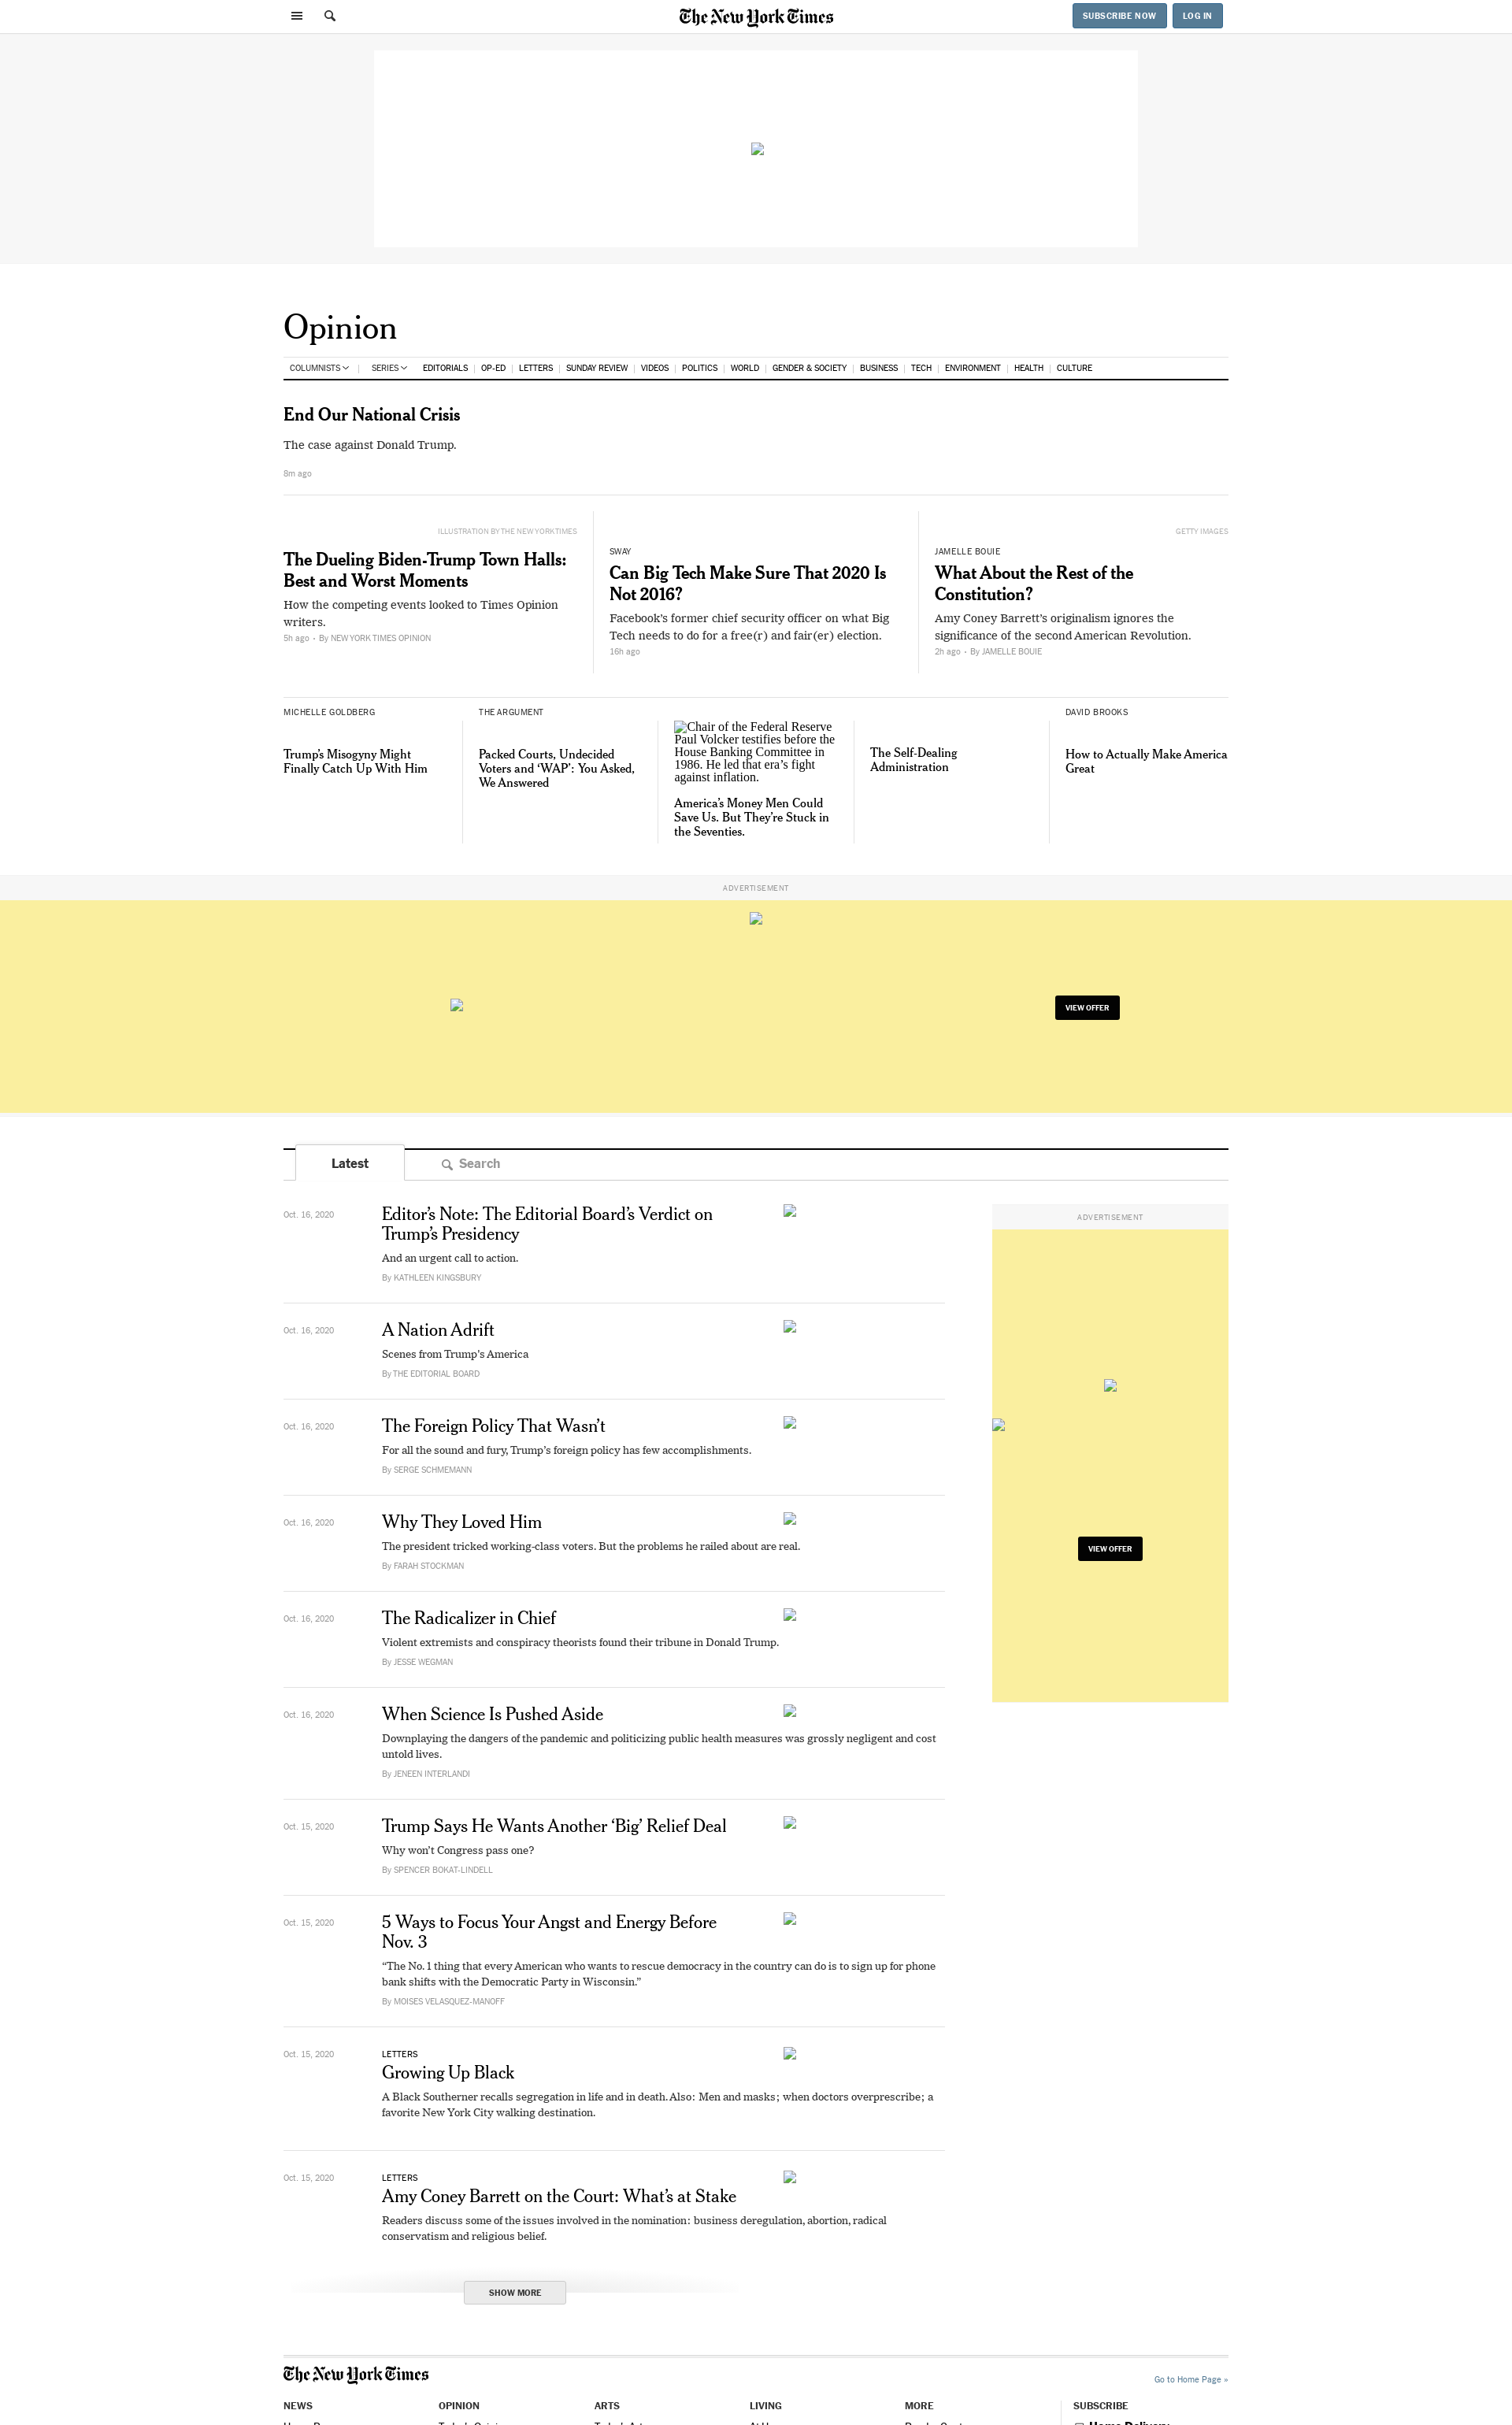 The New York Times
SUBSCRIBE NOW
LOG IN
Opinion
COLUMNISTS
SERIES
EDITORIALS
OP-ED
LETTERS
SUNDAY REVIEW
VIDEOS
POLITICS
WORLD
GENDER & SOCIETY
BUSINESS
TECH
ENVIRONMENT
HEALTH
CULTURE
End Our National Crisis
The case against Donald Trump.
8m ago
ILLUSTRATION BY THE NEW YORK TIMES
The Dueling Biden-Trump Town Halls:
Best and Worst Moments
How the competing events looked to Times Opinion
writers.
5h ago • By NEW YORK TIMES OPINION
SWAY
Can Big Tech Make Sure That 2020 Is
Not 2016?
Facebook’s former chief security officer on what Big
Tech needs to do for a free(r) and fair(er) election.
16h ago
GETTY IMAGES
JAMELLE BOUIE
What About the Rest of the
Constitution?
Amy Coney Barrett’s originalism ignores the
significance of the second American Revolution.
2h ago • By JAMELLE BOUIE
MICHELLE GOLDBERG
Trump’s Misogyny Might
Finally Catch Up With Him
THE ARGUMENT
Packed Courts, Undecided
Voters and ‘WAP’: You Asked,
We Answered
Chair of the Federal Reserve
Paul Volcker testifies before the
House Banking Committee in
1986. He led that era’s fight
against inflation.
America’s Money Men Could
Save Us. But They’re Stuck in
the Seventies.
The Self-Dealing
Administration
DAVID BROOKS
How to Actually Make America
Great
ADVERTISEMENT
VIEW OFFER
Latest
Search
Oct. 16, 2020
Editor’s Note: The Editorial Board’s Verdict on
Trump’s Presidency
And an urgent call to action.
By KATHLEEN KINGSBURY
ADVERTISEMENT
VIEW OFFER
Oct. 16, 2020
A Nation Adrift
Scenes from Trump’s America
By THE EDITORIAL BOARD
Oct. 16, 2020
The Foreign Policy That Wasn’t
For all the sound and fury, Trump’s foreign policy has few accomplishments.
By SERGE SCHMEMANN
Oct. 16, 2020
Why They Loved Him
The president tricked working-class voters. But the problems he railed about are real.
By FARAH STOCKMAN
Oct. 16, 2020
The Radicalizer in Chief
Violent extremists and conspiracy theorists found their tribune in Donald Trump.
By JESSE WEGMAN
Oct. 16, 2020
When Science Is Pushed Aside
Downplaying the dangers of the pandemic and politicizing public health measures was grossly negligent and cost
untold lives.
By JENEEN INTERLANDI
Oct. 15, 2020
Trump Says He Wants Another ‘Big’ Relief Deal
Why won’t Congress pass one?
By SPENCER BOKAT-LINDELL
Oct. 15, 2020
5 Ways to Focus Your Angst and Energy Before
Nov. 3
“The No. 1 thing that every American who wants to rescue democracy in the country can do is to sign up for phone
bank shifts with the Democratic Party in Wisconsin.”
By MOISES VELASQUEZ-MANOFF
Oct. 15, 2020
LETTERS
Growing Up Black
A Black Southerner recalls segregation in life and in death. Also: Men and masks; when doctors overprescribe; a
favorite New York City walking destination.
Oct. 15, 2020
LETTERS
Amy Coney Barrett on the Court: What’s at Stake
Readers discuss some of the issues involved in the nomination: business deregulation, abortion, radical
conservatism and religious belief.
SHOW MORE
The New York Times
Go to Home Page »
NEWS
OPINION
ARTS
LIVING
MORE
SUBSCRIBE